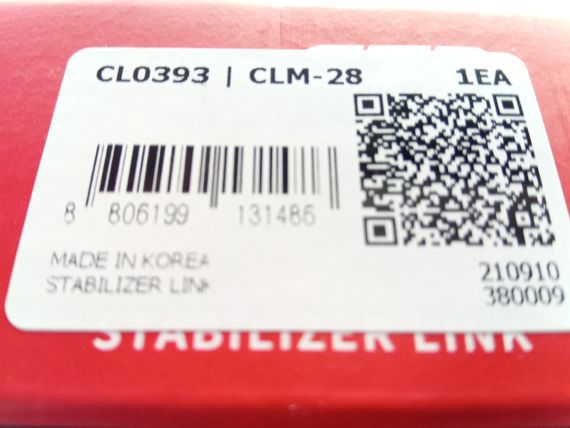 CL0393 | CLM-28 1EA
8 806199 131486
MADE IN KOREA
STABILIZER LINK
210910
380009
STABILIZER LINK